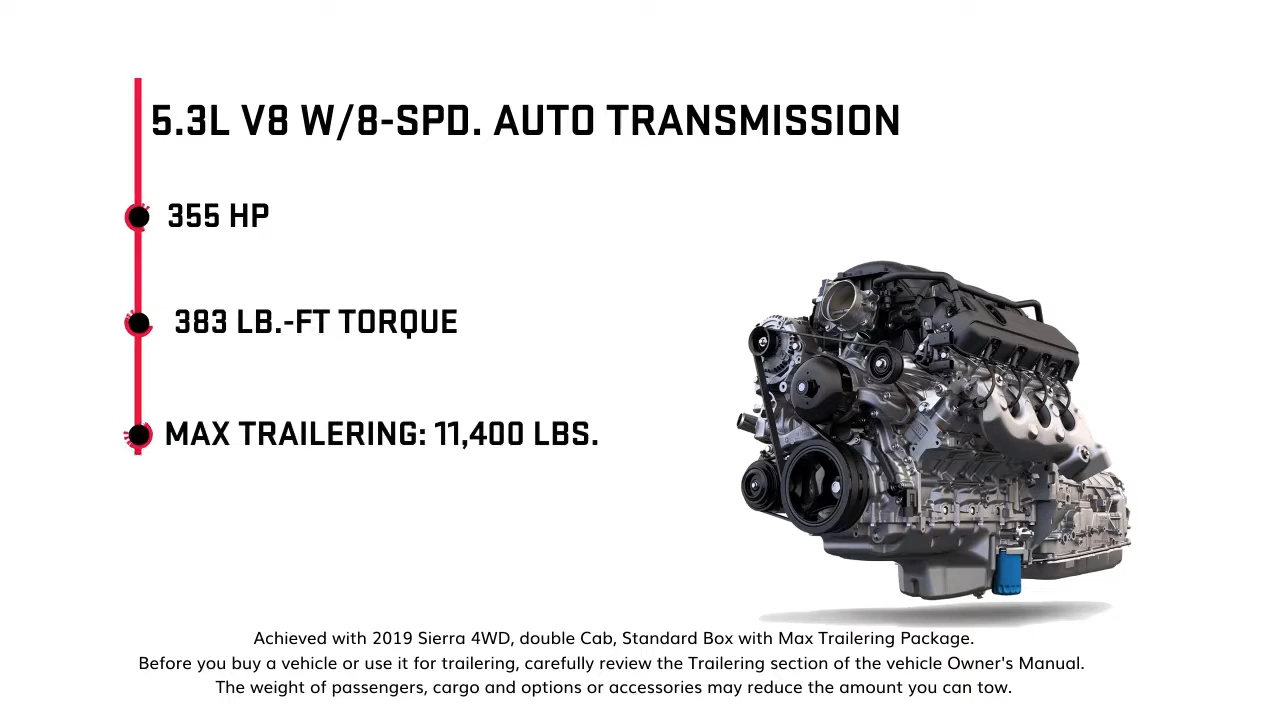 5.3L V8 W/8-SPD. AUTO TRANSMISSION
355 HP
383 LB.-FT TORQUE
MAX TRAILERING: 11,400 LBS.
Achieved with 2019 Sierra 4WD, double Cab, Standard Box with Max Trailering Package.
Before you buy a vehicle or use it for trailering, carefully review the Trailering section of the vehicle Owner's Manual.
The weight of passengers, cargo and options or accessories may reduce the amount you can tow.